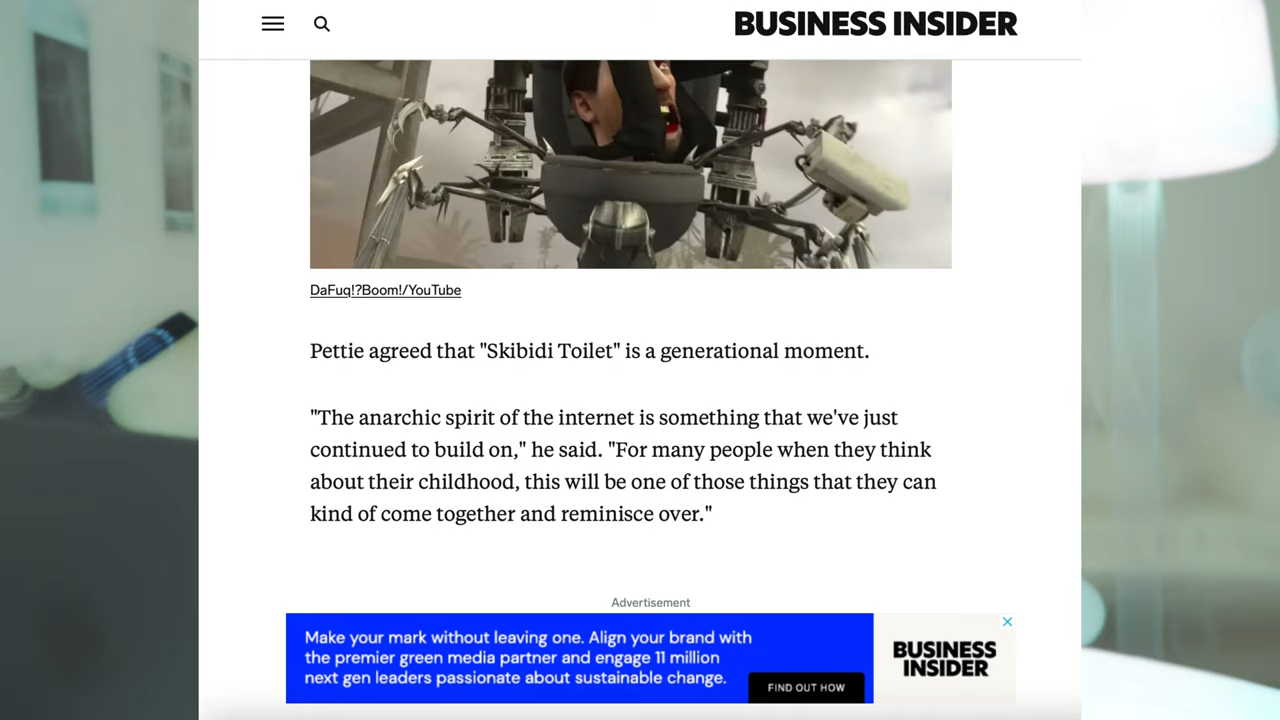 BUSINESS INSIDER
DaFuq!?Boom!/YouTube
Pettie agreed that "Skibidi Toilet" is a generational moment.
"The anarchic spirit of the internet is something that we've just
continued to build on," he said. "For many people when they think
about their childhood, this will be one of those things that they can
kind of come together and reminisce over."
Advertisement
Make your mark without leaving one. Align your brand with
the premier green media partner and engage 11 million
next gen leaders passionate about sustainable change.
FIND OUT HOW
BUSINESS
INSIDER